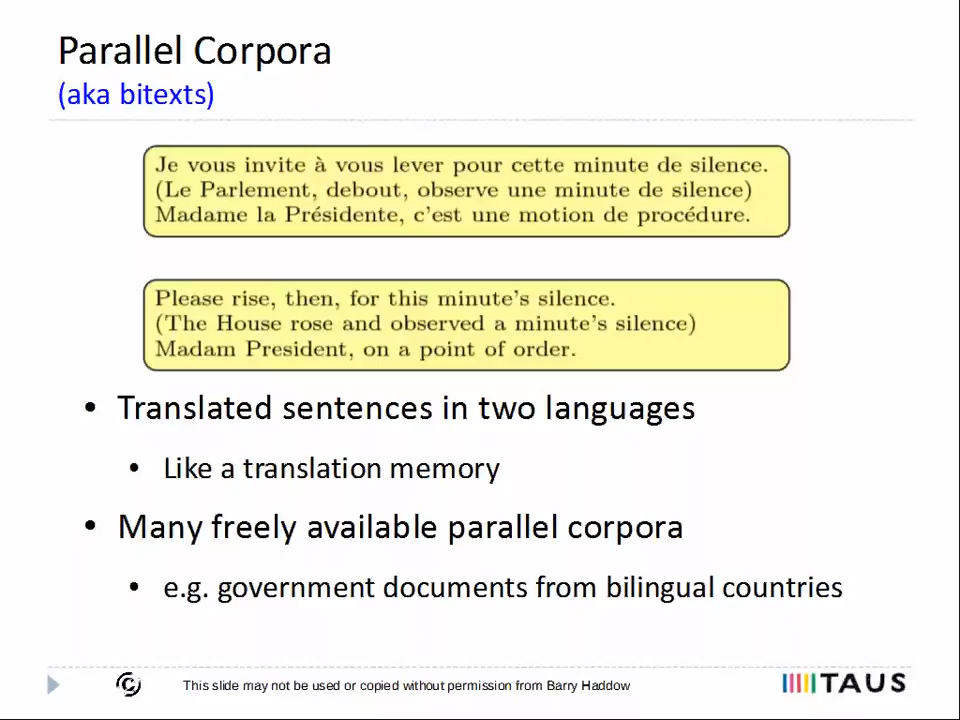 Parallel Corpora
(aka bitexts)
Je vous invite à vous lever pour cette minute de silence.
(Le Parlement, debout, observe une minute de silence)
Madame la Présidente, c'est une motion de procédure.
Please rise, then, for this minute's silence.
(The House rose and observed a minute's silence)
Madam President, on a point of order.
• Translated sentences in two languages
• Like a translation memory
• Many freely available parallel corpora
• e.g. government documents from bilingual countries
This slide may not be used or copied without permission from Barry Haddow
TAUS